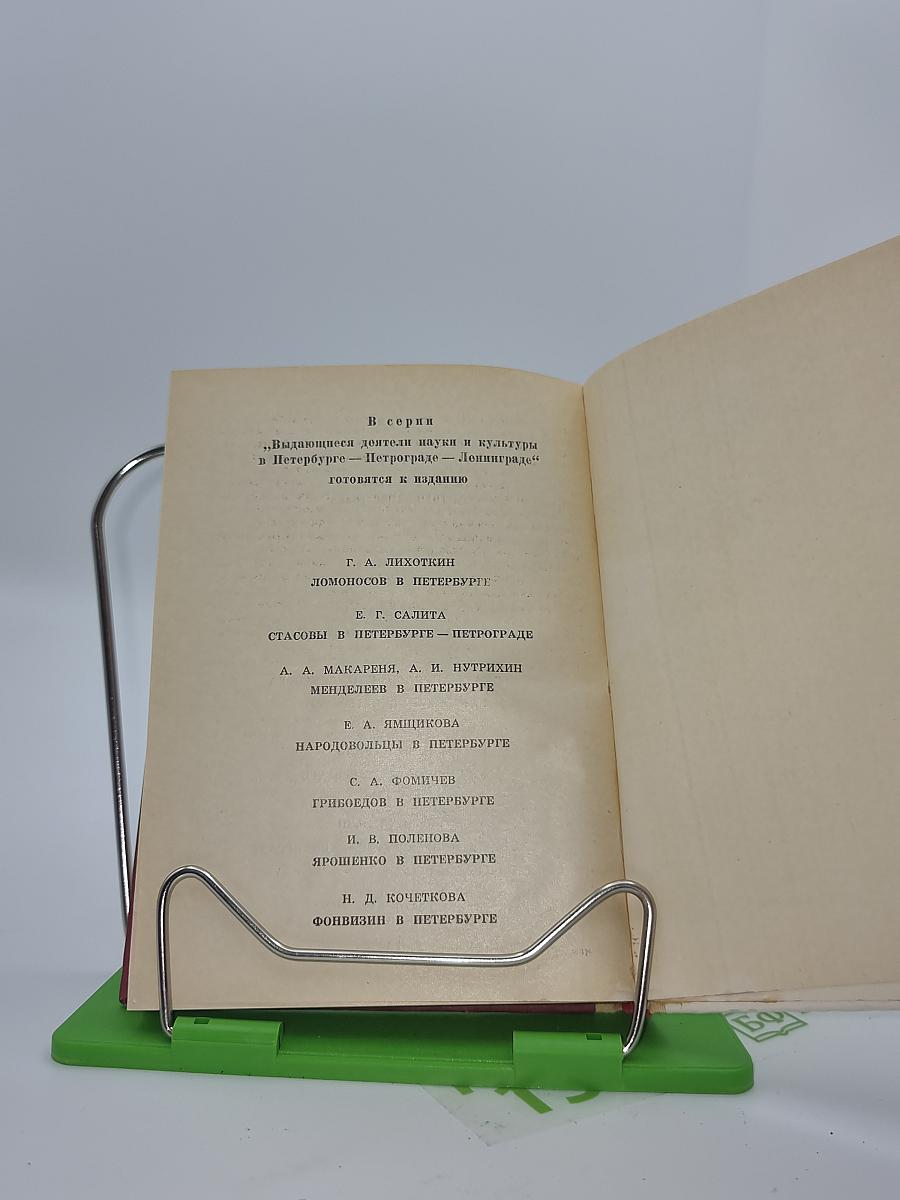 В серии
„Выдающиеся деятели науки и культуры
в Петербурге — Петрограде — Ленинграде“
готовятся к изданию
Г. А. ЛИХОТКИН
ЛОМОНОСОВ В ПЕТЕРБУРГЕ
Е. Г. САЛИТА
СТАСОВЫ В ПЕТЕРБУРГЕ — ПЕТРОГРАДЕ
А. А. МАКАРЕНЯ, А. И. НУТРИХИН
МЕНДЕЛЕЕВ В ПЕТЕРБУРГЕ
Е. А. ЯМЩИКОВА
НАРОДОВОЛЬЦЫ В ПЕТЕРБУРГЕ
С. А. ФОМИЧЕВ
ГРИБОЕДОВ В ПЕТЕРБУРГЕ
И. В. ПОЛЕНОВА
ЯРОШЕНКО В ПЕТЕРБУРГЕ
Н. Д. КОЧЕТКОВА
ФОНВИЗИН В ПЕТЕРБУРГЕ
БФ